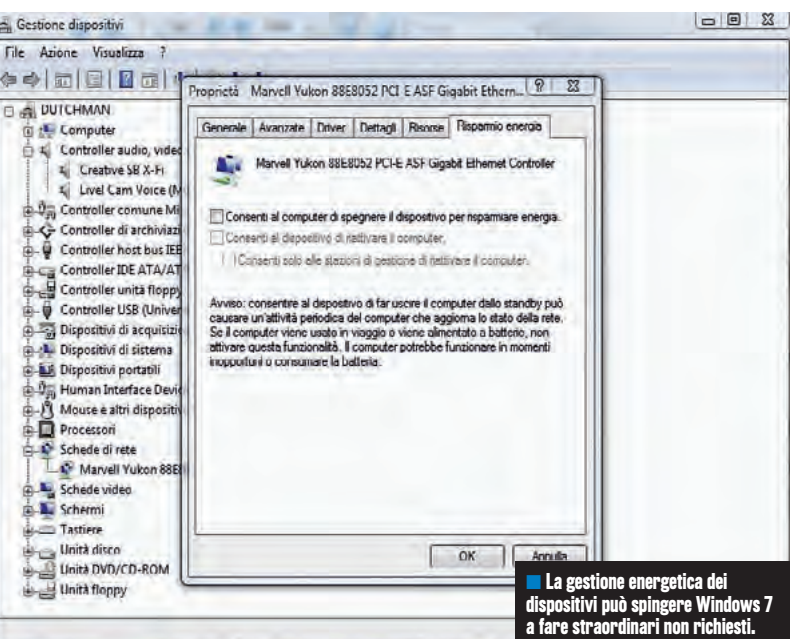 Gestione dispositivi
File Azione Visualizza ?
DUTCHMAN
Computer
Controller audio, video
Creative SB X-Fi
Live! Cam Voice (M
Controller comune Mi
Controller di archiviazi
Controller host bus IEE
Controller IDE ATA/AT
Controller unità floppy
Controller USB (Univer
Dispositivi di acquisizio
Dispositivi di sistema
Dispositivi portatili
Human Interface Device
Mouse e altri dispositivi
Processori
Schede di rete
Marvell Yukon 88E8
Schede video
Schermi
Tastiere
Unità disco
Unità DVD/CD-ROM
Unità floppy
Proprietà Marvell Yukon 88E8052 PCI-E ASF Gigabit Ethern...
Generale Avanzate Driver Dettagli Risorse Risparmio energia
Marvell Yukon 88E8052 PCI-E ASF Gigabit Ethernet Controller
Consenti al computer di spegnere il dispositivo per risparmiare energia.
Consenti al dispositivo di riattivare il computer.
Consenti solo alle stazioni di gestione di riattivare il computer.
Avviso: consentire al dispositivo di far uscire il computer dallo standby può
causare un'attività periodica del computer che aggiorna lo stato della rete.
Se il computer viene usato in viaggio o viene alimentato a batterie, non
attivare questa funzionalità. Il computer potrebbe funzionare in momenti
inopportuni o consumare la batteria.
OK Annulla
La gestione energetica dei
dispositivi può spingere Windows 7
a fare straordinari non richiesti.